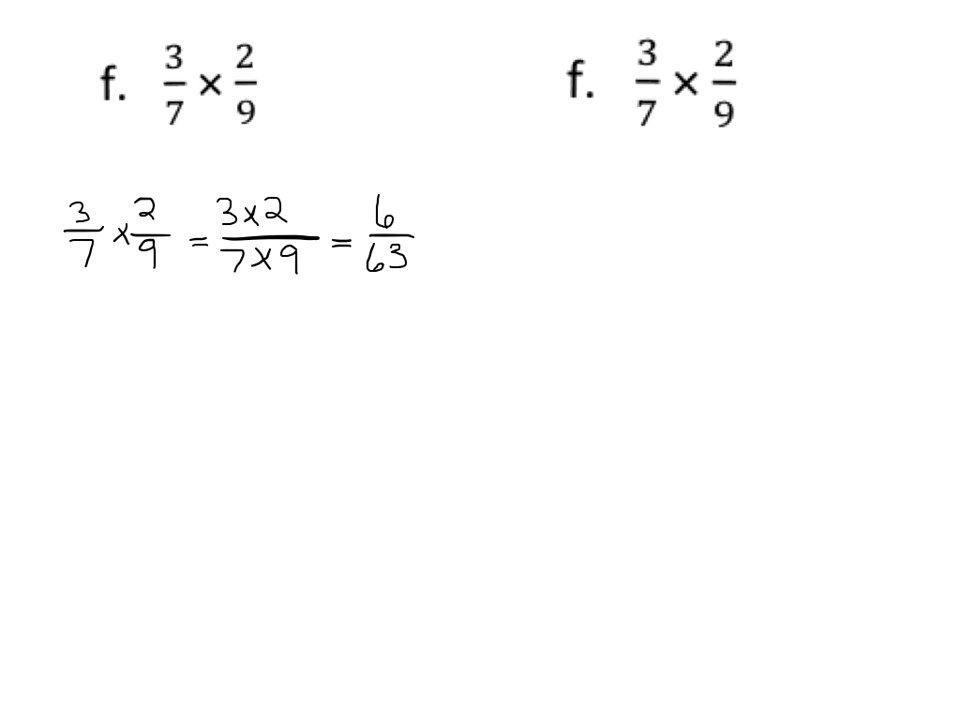 f. 3/7 × 2/9
f. 3/7 × 2/9
3/7 × 2/9 = 3×2/7×9 = 6/63